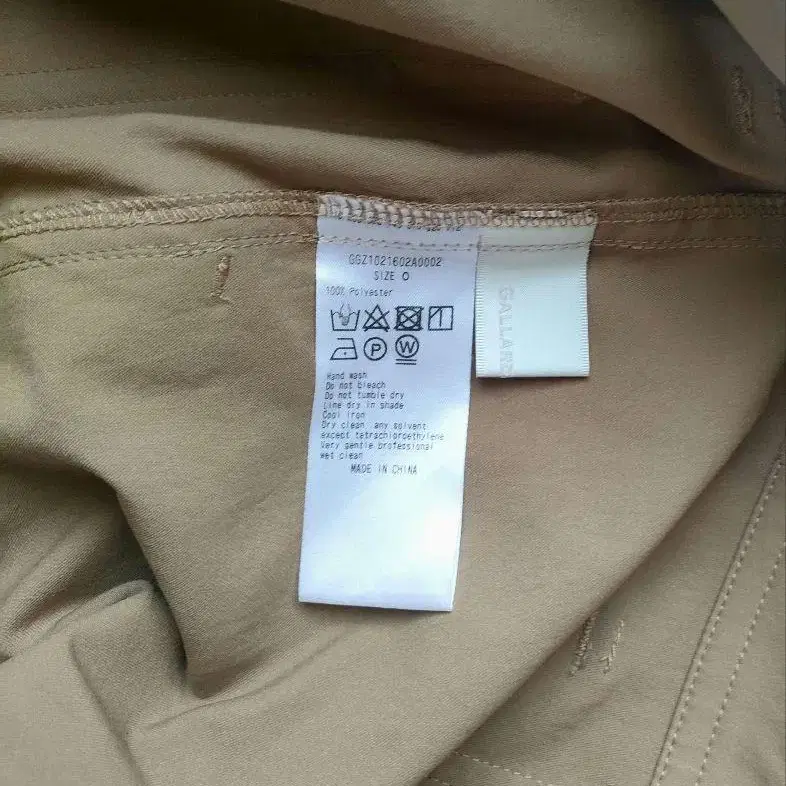 GGZ1021602A0002
SIZE 0
100% Polyester
P
W
Hand wash
Do not bleach
Do not tumble dry
Line dry in shade
Cool iron
Dry clean any solvent
except tetrachloroethylene
Very gentle professional
wet clean
MADE IN CHINA